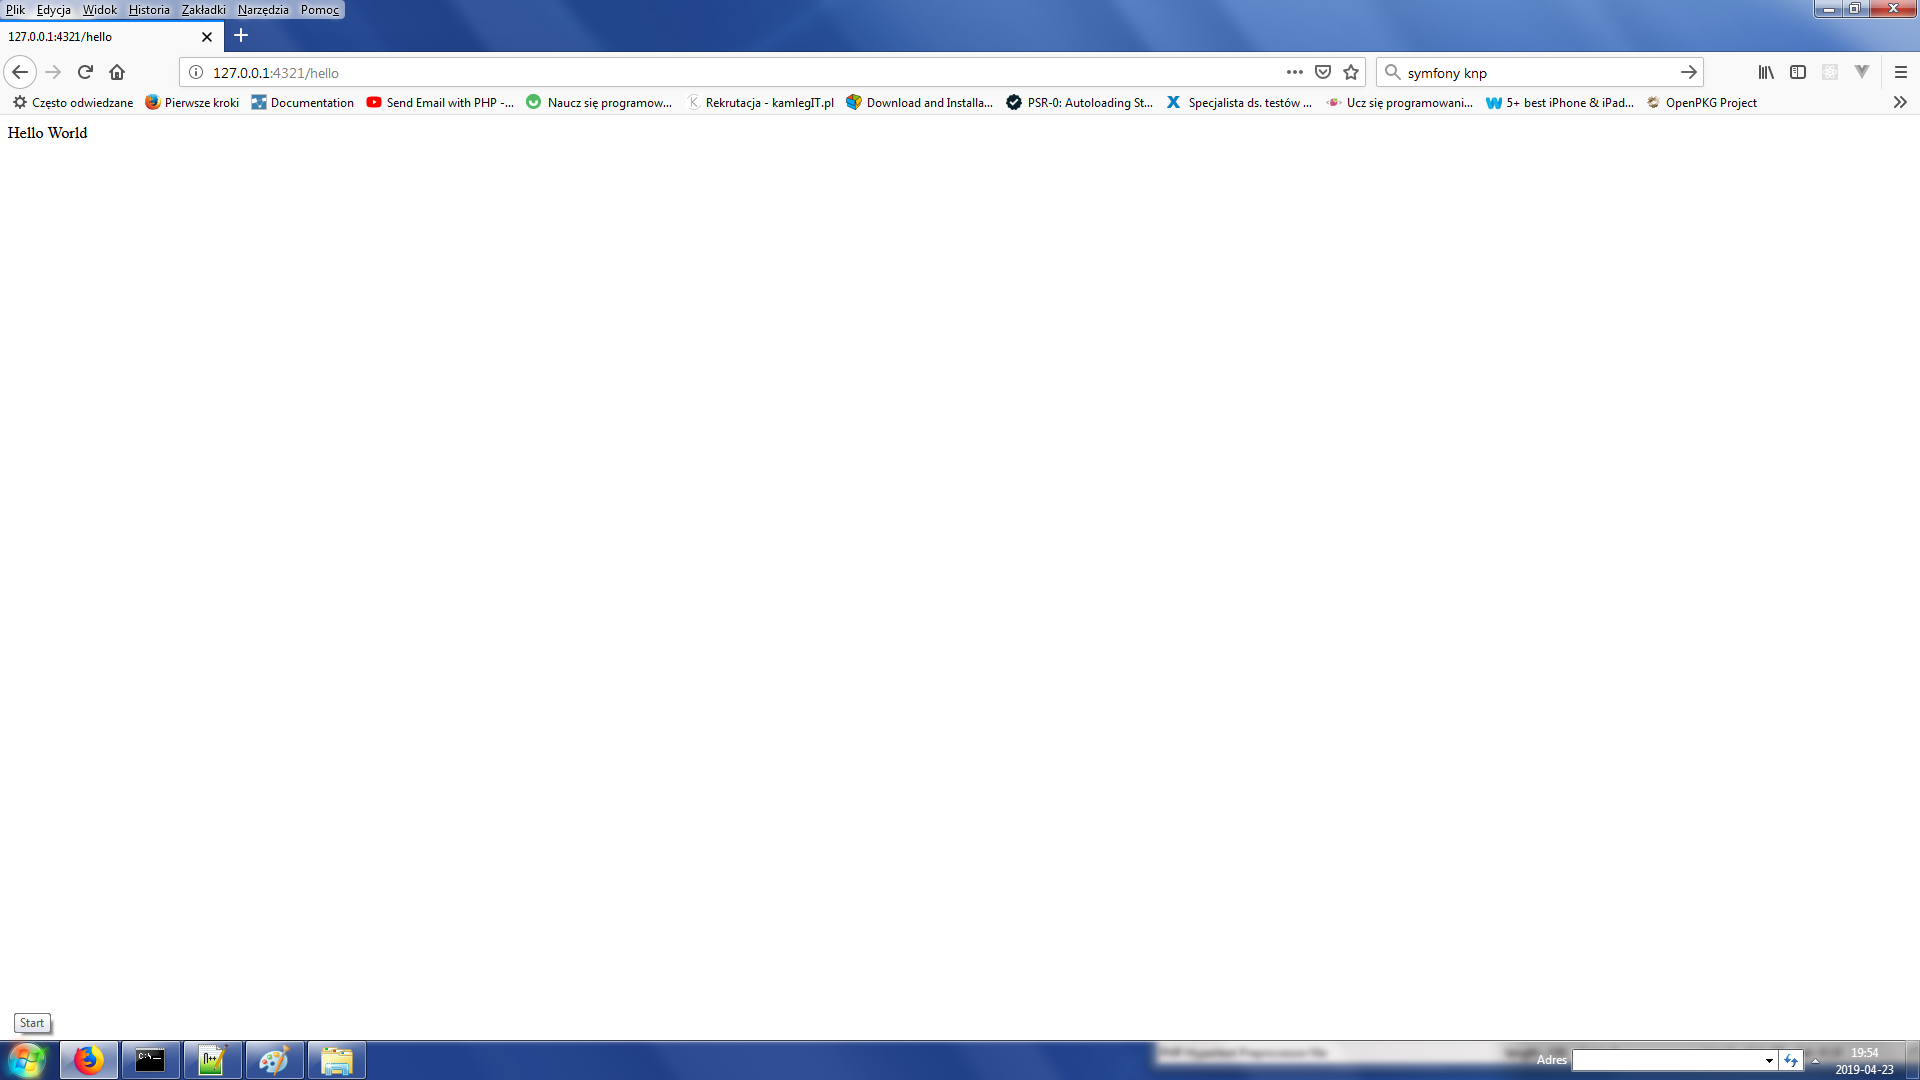 Plik Edycja Widok Historia Zakładki Narzędzia Pomoc
127.0.0.1:4321/hello
127.0.0.1:4321/hello symfony knp
Często odwiedzane Pierwsze kroki Documentation Send Email with PHP -... Naucz się programow... Rekrutacja - kamlegIT.pl Download and Installa... PSR-0: Autoloading St... Specjalista ds. testów ... Ucz się programowani... 5+ best iPhone & iPad... OpenPKG Project
Hello World
Start
Adres 19:54
2019-04-23